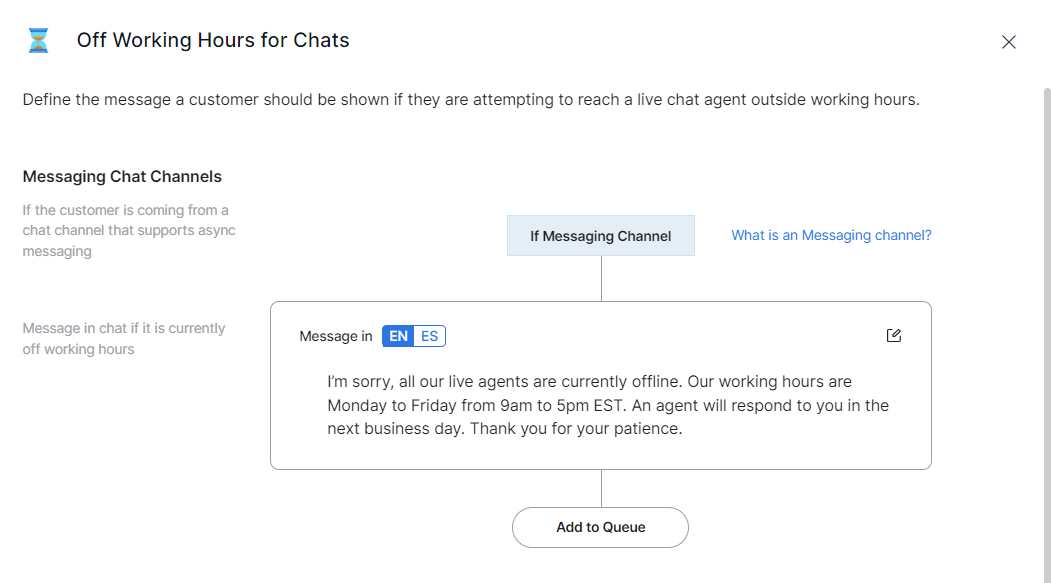 Off Working Hours for Chats
Define the message a customer should be shown if they are attempting to reach a live chat agent outside working hours.
Messaging Chat Channels
If the customer is coming from a
chat channel that supports async
messaging
If Messaging Channel
What is an Messaging channel?
Message in chat if it is currently
off working hours
Message in EN ES
I’m sorry, all our live agents are currently offline. Our working hours are
Monday to Friday from 9am to 5pm EST. An agent will respond to you in the
next business day. Thank you for your patience.
Add to Queue